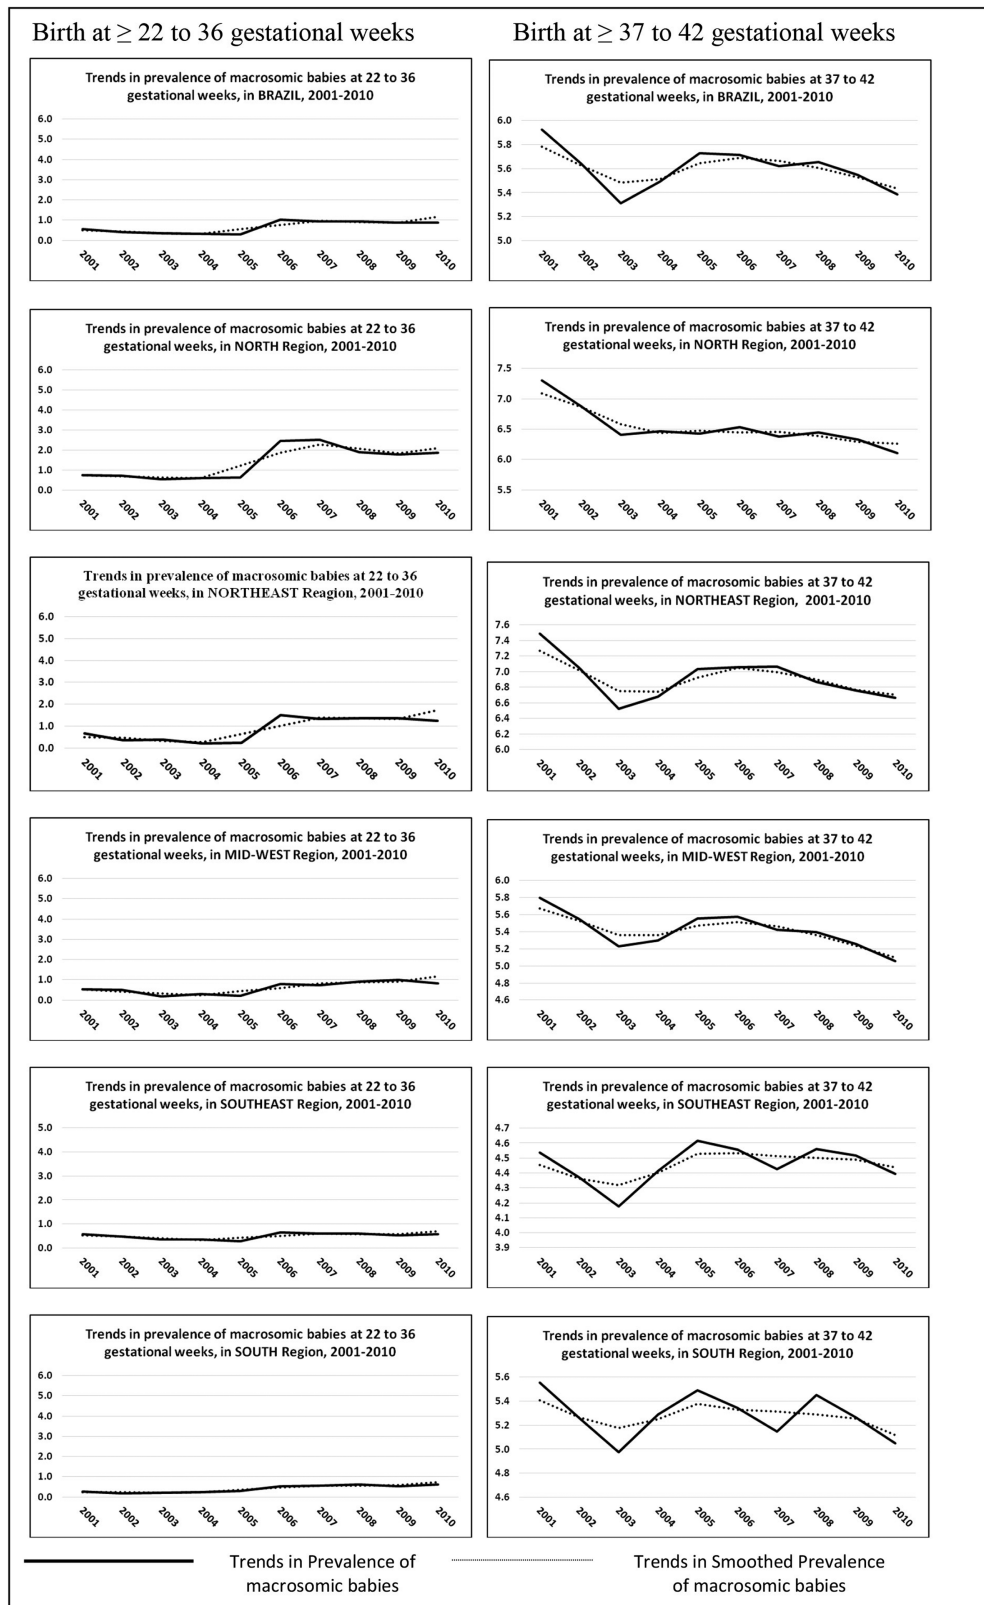 Birth at ≥ 22 to 36 gestational weeks
Birth at ≥ 37 to 42 gestational weeks
Trends in prevalence of macrosomic babies at 22 to 36
gestational weeks, in BRAZIL, 2001-2010
6.0
5.0
4.0
3.0
2.0
1.0
0.0
2001 2002 2003 2004 2005 2006 2007 2008 2009 2010
Trends in prevalence of macrosomic babies at 37 to 42
gestational weeks, in BRAZIL, 2001-2010
6.0
5.8
5.6
5.4
5.2
5.0
2001 2002 2003 2004 2005 2006 2007 2008 2009 2010
Trends in prevalence of macrosomic babies at 22 to 36
gestational weeks, in NORTH Region, 2001-2010
6.0
5.0
4.0
3.0
2.0
1.0
0.0
2001 2002 2003 2004 2005 2006 2007 2008 2009 2010
Trends in prevalence of macrosomic babies at 37 to 42
gestational weeks, in NORTH Region, 2001-2010
7.5
7.0
6.5
6.0
5.5
2001 2002 2003 2004 2005 2006 2007 2008 2009 2010
Trends in prevalence of macrosomic babies at 22 to 36
gestational weeks, in NORTHEAST Reagion, 2001-2010
6.0
5.0
4.0
3.0
2.0
1.0
0.0
2001 2002 2003 2004 2005 2006 2007 2008 2009 2010
Trends in prevalence of macrosomic babies at 37 to 42
gestational weeks, in NORTHEAST Region, 2001-2010
7.6
7.4
7.2
7.0
6.8
6.6
6.4
6.2
6.0
2001 2002 2003 2004 2005 2006 2007 2008 2009 2010
Trends in prevalence of macrosomic babies at 22 to 36
gestational weeks, in MID-WEST Region, 2001-2010
6.0
5.0
4.0
3.0
2.0
1.0
0.0
2001 2002 2003 2004 2005 2006 2007 2008 2009 2010
Trends in prevalence of macrosomic babies at 37 to 42
gestational weeks, in MID-WEST Region, 2001-2010
6.0
5.8
5.6
5.4
5.2
5.0
4.8
4.6
2001 2002 2003 2004 2005 2006 2007 2008 2009 2010
Trends in prevalence of macrosomic babies at 22 to 36
gestational weeks, in SOUTHEAST Region, 2001-2010
5.0
4.0
3.0
2.0
1.0
0.0
2001 2002 2003 2004 2005 2006 2007 2008 2009 2010
Trends in prevalence of macrosomic babies at 37 to 42
gestational weeks, in SOUTHEAST Region, 2001-2010
4.7
4.6
4.5
4.4
4.3
4.2
4.1
4.0
3.9
2001 2002 2003 2004 2005 2006 2007 2008 2009 2010
Trends in prevalence of macrosomic babies at 22 to 36
gestational weeks, in SOUTH Region, 2001-2010
6.0
5.0
4.0
3.0
2.0
1.0
0.0
2001 2002 2003 2004 2005 2006 2007 2008 2009 2010
Trends in prevalence of macrosomic babies at 37 to 42
gestational weeks, in SOUTH Region, 2001-2010
5.6
5.4
5.2
5.0
4.8
4.6
2001 2002 2003 2004 2005 2006 2007 2008 2009 2010
Trends in Prevalence of
macrosomic babies
Trends in Smoothed Prevalence
of macrosomic babies